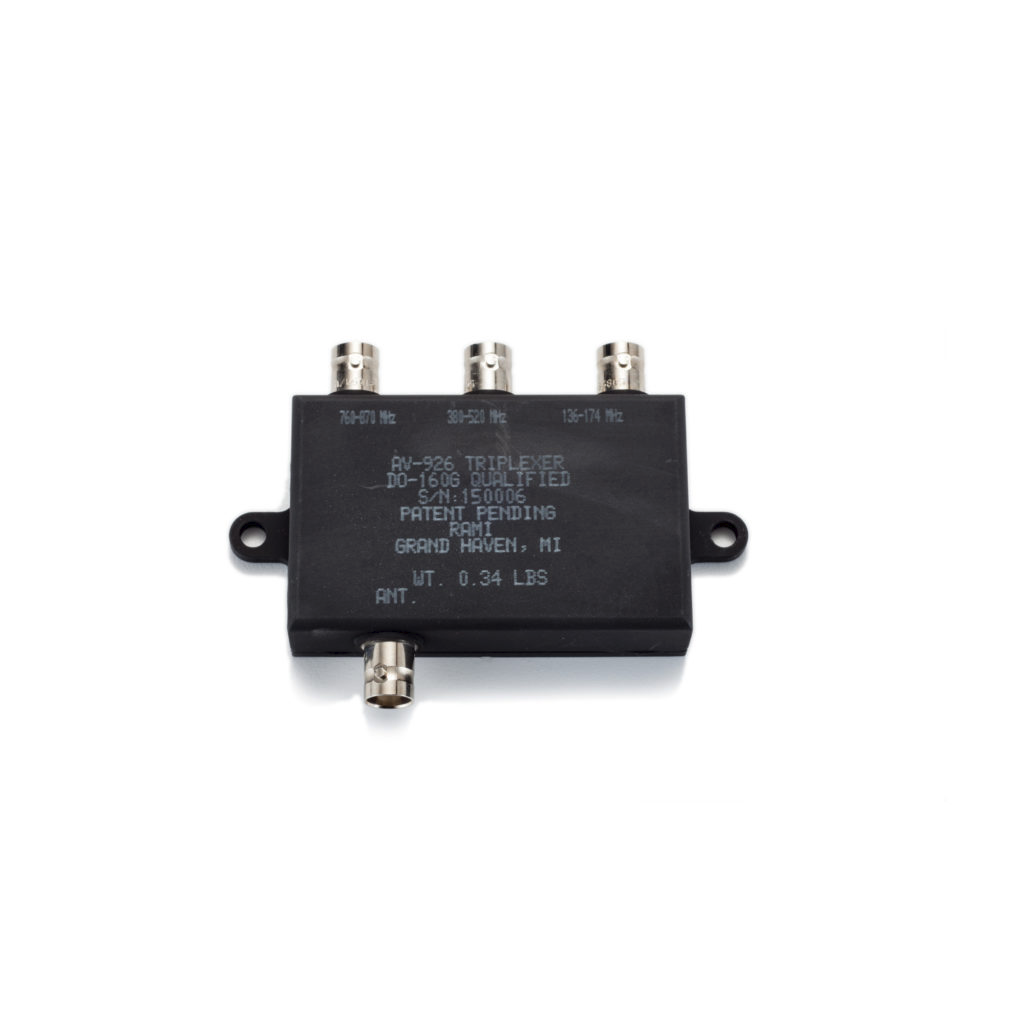 760-870 MHz 380-520 MHz 136-174 MHz
AV-926 TRIPLEXER
DO-160G QUALIFIED
S/N:150006
PATENT PENDING
RAMI
GRAND HAVEN, MI
WT. 0.34 LBS
ANT.